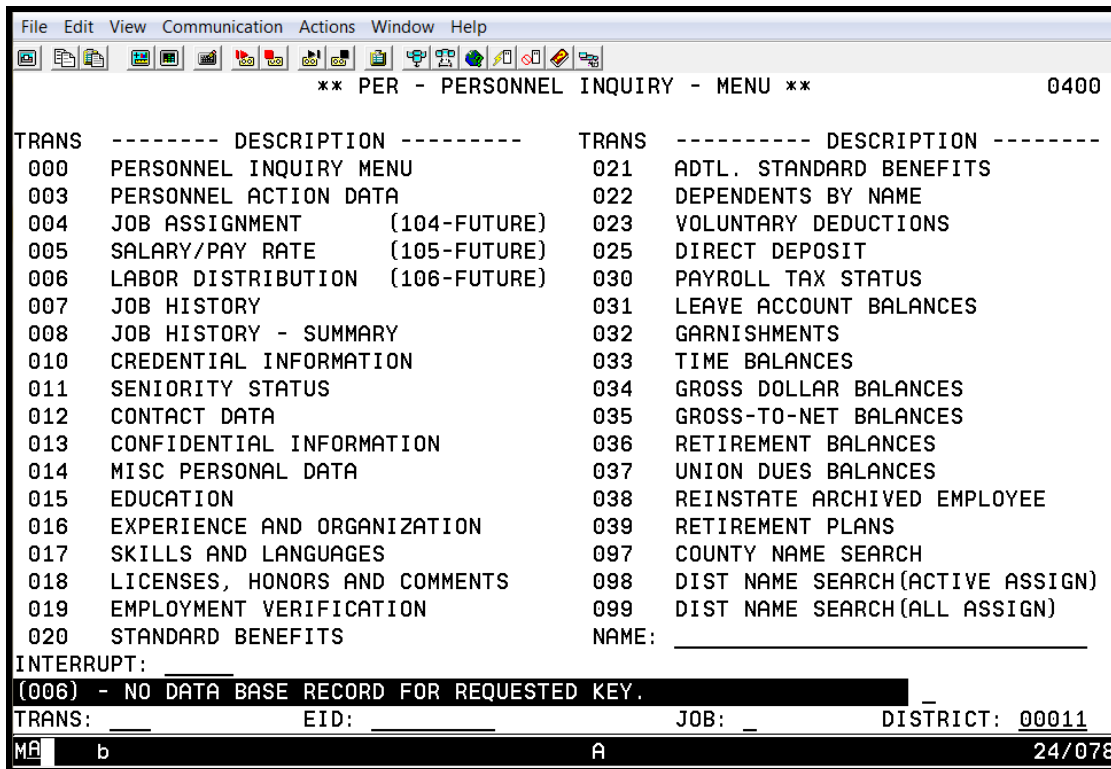 File Edit View Communication Actions Window Help
** PER - PERSONNEL INQUIRY - MENU ** 0400
TRANS -------- DESCRIPTION --------- TRANS ---------- DESCRIPTION --------
000 PERSONNEL INQUIRY MENU 021 ADTL. STANDARD BENEFITS
003 PERSONNEL ACTION DATA 022 DEPENDENTS BY NAME
004 JOB ASSIGNMENT (104-FUTURE) 023 VOLUNTARY DEDUCTIONS
005 SALARY/PAY RATE (105-FUTURE) 025 DIRECT DEPOSIT
006 LABOR DISTRIBUTION (106-FUTURE) 030 PAYROLL TAX STATUS
007 JOB HISTORY 031 LEAVE ACCOUNT BALANCES
008 JOB HISTORY - SUMMARY 032 GARNISHMENTS
010 CREDENTIAL INFORMATION 033 TIME BALANCES
011 SENIORITY STATUS 034 GROSS DOLLAR BALANCES
012 CONTACT DATA 035 GROSS-TO-NET BALANCES
013 CONFIDENTIAL INFORMATION 036 RETIREMENT BALANCES
014 MISC PERSONAL DATA 037 UNION DUES BALANCES
015 EDUCATION 038 REINSTATE ARCHIVED EMPLOYEE
016 EXPERIENCE AND ORGANIZATION 039 RETIREMENT PLANS
017 SKILLS AND LANGUAGES 097 COUNTY NAME SEARCH
018 LICENSES, HONORS AND COMMENTS 098 DIST NAME SEARCH(ACTIVE ASSIGN)
019 EMPLOYMENT VERIFICATION 099 DIST NAME SEARCH(ALL ASSIGN)
020 STANDARD BENEFITS NAME:
INTERRUPT:
(006) - NO DATA BASE RECORD FOR REQUESTED KEY.
TRANS: ___ EID: _________ JOB: _ DISTRICT: 00011
MA b A 24/078